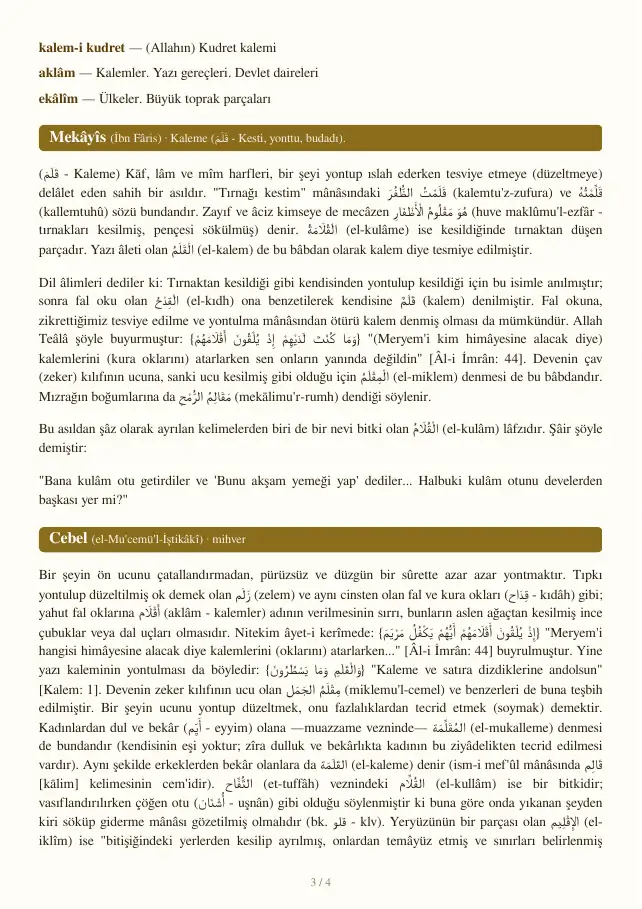 kalem-i kudret — (Allahın) Kudret kalemi
aklâm — Kalemler. Yazı gereçleri. Devlet daireleri
ekâlîm — Ülkeler. Büyük toprak parçaları
Mekâyîs (İbn Fâris) · Kaleme (قَلَمَ - Kesti, yonttu, budadı).
(قَلَمَ - Kaleme) Kāf, lâm ve mîm harfleri, bir şeyi yontup ıslah ederken tesviye etmeye (düzeltmeye)
delâlet eden sahih bir asıldır. "Tırnağı kestim" mânâsındaki قَلَمْتُ الظُّفُرَ (kalemtu'z-zufura) ve قَلَّمْتُهُ
(kallemtuhû) sözü bundandır. Zayıf ve âciz kimseye de mecâzen هُوَ مَقْلُومُ الْأَظْفَارِ (huve maklûmu'l-ezfâr -
tırnakları kesilmiş, pençesi sökülmüş) denir. الْقُلَامَةُ (el-kulâme) ise kesildiğinde tırnaktan düşen
parçadır. Yazı âleti olan الْقَلَمُ (el-kalem) de bu bâbdan olarak kalem diye tesmiye edilmiştir.
Dil âlimleri dediler ki: Tırnaktan kesildiği gibi kendisinden yontulup kesildiği için bu isimle anılmıştır;
sonra fal oku olan الْقِدْحُ (el-kıdh) ona benzetilerek kendisine قَلَمٌ (kalem) denilmiştir. Fal okuna,
zikrettiğimiz tesviye edilme ve yontulma mânasından ötürü kalem denmiş olması da mümkündür. Allah
Teâlâ şöyle buyurmuştur: {وَمَا كُنْتَ لَدَيْهِمْ إِذْ يُلْقُونَ أَقْلَامَهُمْ} "(Meryem'i kim himâyesine alacak diye)
kalemlerini (kura oklarını) atarlarken sen onların yanında değildin" [Âl-i İmrân: 44]. Devenin çav
(zeker) kılıfının ucuna, sanki ucu kesilmiş gibi olduğu için الْمِقْلَمُ (el-miklem) denmesi de bu bâbdandır.
Mızrağın boğumlarına da مَقَالِمُ الرُّمْحِ (mekālimu'r-rumh) dendiği söylenir.
Bu asıldan şâz olarak ayrılan kelimelerden biri de bir nevi bitki olan الْقُلَامُ (el-kulâm) lâfzıdır. Şâir şöyle
demiştir:
"Bana kulâm otu getirdiler ve 'Bunu akşam yemeği yap' dediler... Halbuki kulâm otunu develerden
başkası yer mi?"
Cebel (el-Mu'cemü'l-İştikâkî) · mihver
Bir şeyin ön ucunu çatallandırmadan, pürüzsüz ve düzgün bir sûrette azar azar yontmaktır. Tıpkı
yontulup düzeltilmiş ok demek olan زَلَم (zelem) ve aynı cinsten olan fal ve kura okları (قِدَاح - kıdâh) gibi;
yahut fal oklarına أَقْلَام (aklâm - kalemler) adının verilmesinin sırrı, bunların aslen ağaçtan kesilmiş ince
çubuklar veya dal uçları olmasıdır. Nitekim âyet-i kerîmede: {إِذْ يُلْقُونَ أَقْلَامَهُمْ أَيُّهُمْ يَكْفُلُ مَرْيَمَ} "Meryem'i
hangisi himâyesine alacak diye kalemlerini (oklarını) atarlarken..." [Âl-i İmrân: 44] buyrulmuştur. Yine
yazı kaleminin yontulması da böyledir: {وَالْقَلَمِ وَمَا يَسْطُرُونَ} "Kaleme ve satıra dizdiklerine andolsun"
[Kalem: 1]. Devenin zeker kılıfının ucu olan مِقْلَمُ الجَمَلِ (miklemu'l-cemel) ve benzerleri de buna teşbih
edilmiştir. Bir şeyin ucunu yontup düzeltmek, onu fazlalıklardan tecrid etmek (soymak) demektir.
Kadınlardan dul ve bekâr (أَيِّم - eyyim) olana —muazzame vezninde— المُقَلَّمَة (el-mukalleme) denmesi
de bundandır (kendisinin eşi yoktur; zîra dulluk ve bekârlıkta kadının bu ziyâdelikten tecrid edilmesi
vardır). Aynı şekilde erkeklerden bekâr olanlara da القَلَمَة (el-kaleme) denir (ism-i mef'ûl mânâsında قالِم
[kālim] kelimesinin cem'idir). التُّفَّاح (et-tuffâh) veznindeki القُلَّام (el-kullâm) ise bir bitkidir;
vasıflandırılırken çöğen otu (أُشْنَان - uşnân) gibi olduğu söylenmiştir ki buna göre onda yıkanan şeyden
kiri söküp giderme mânâsı gözetilmiş olmalıdır (bk. قلو - klv). Yeryüzünün bir parçası olan الإِقْلِيم (el-
iklîm) ise "bitişiğindeki yerlerden kesilip ayrılmış, onlardan temâyüz etmiş ve sınırları belirlenmiş
3 / 4